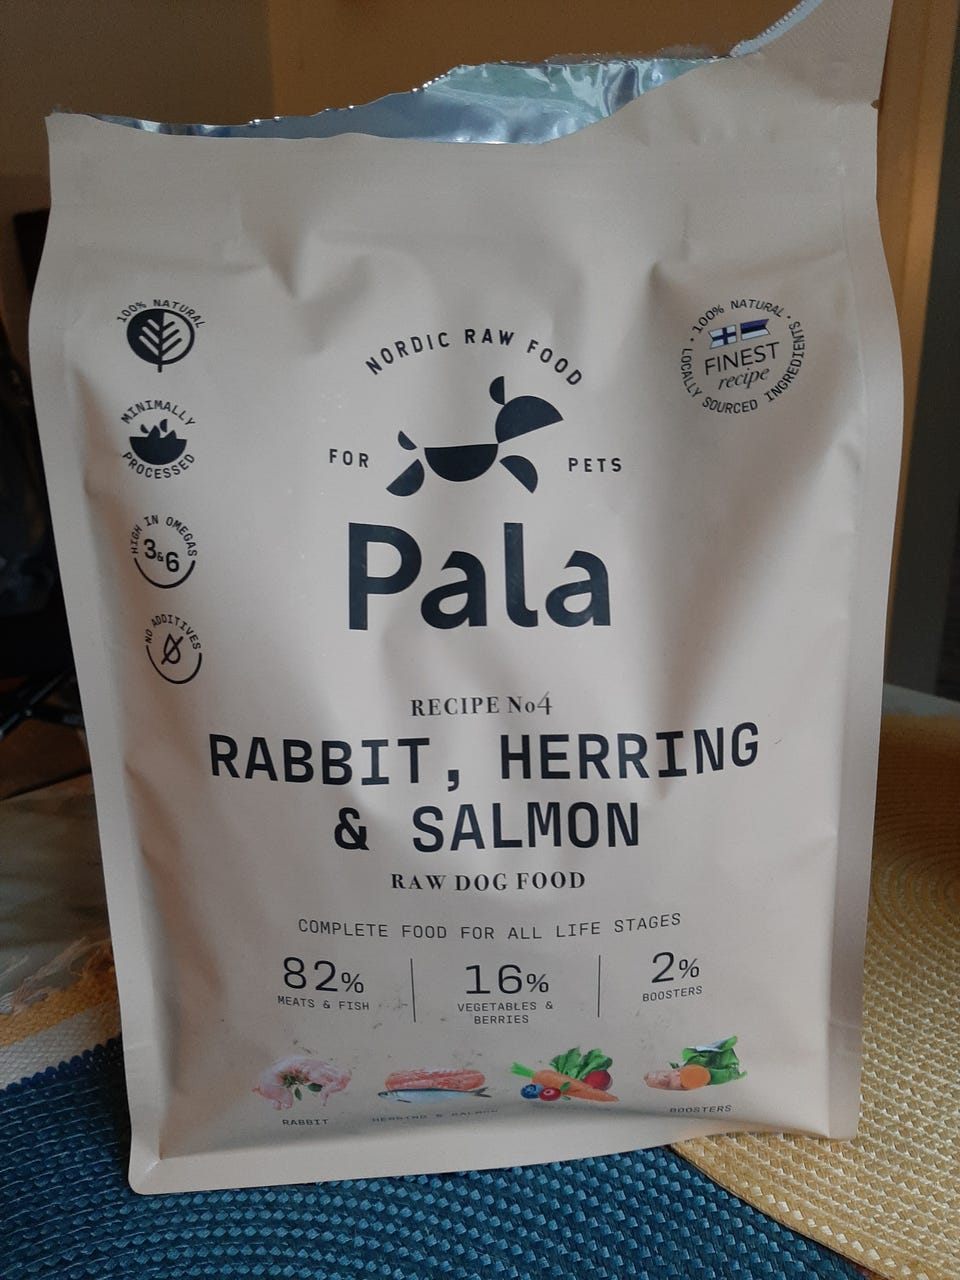 100% NATURAL
MINIMALLY
PROCESSED
HIGH IN OMEGAS
3&6
NO ADDITIVES
NORDIC RAW FOOD
FOR PETS
Pala
• 100% NATURAL •
LOCALLY SOURCED INGREDIENTS
FINEST
recipe
RECIPE No4
RABBIT, HERRING
& SALMON
RAW DOG FOOD
COMPLETE FOOD FOR ALL LIFE STAGES
82%
MEATS & FISH
16%
VEGETABLES &
BERRIES
2%
BOOSTERS
RABBIT
HERRING & SALMON
BOOSTERS